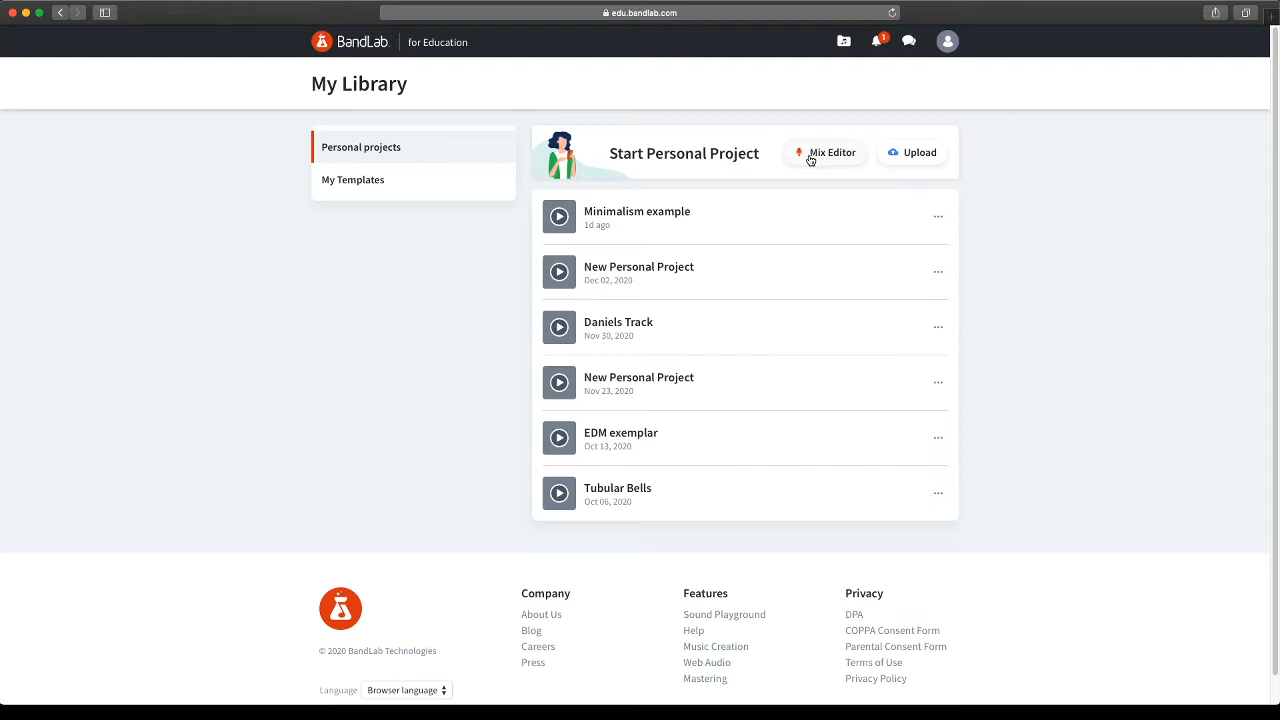 edu.bandlab.com
BandLab for Education
1
My Library
Personal projects
My Templates
Start Personal Project
Mix Editor
Upload
Minimalism example
1d ago
New Personal Project
Dec 02, 2020
Daniels Track
Nov 30, 2020
New Personal Project
Nov 23, 2020
EDM exemplar
Oct 13, 2020
Tubular Bells
Oct 06, 2020
© 2020 BandLab Technologies
Language Browser language
Company
About Us
Blog
Careers
Press
Features
Sound Playground
Help
Music Creation
Web Audio
Mastering
Privacy
DPA
COPPA Consent Form
Parental Consent Form
Terms of Use
Privacy Policy